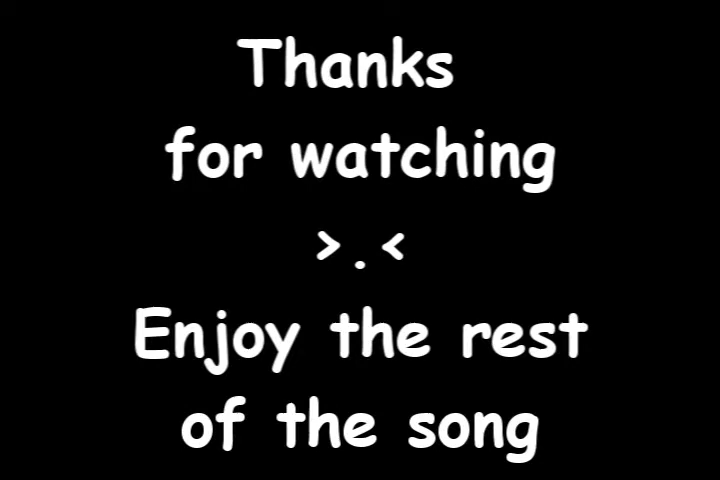 Thanks
for watching
>.<
Enjoy the rest
of the song